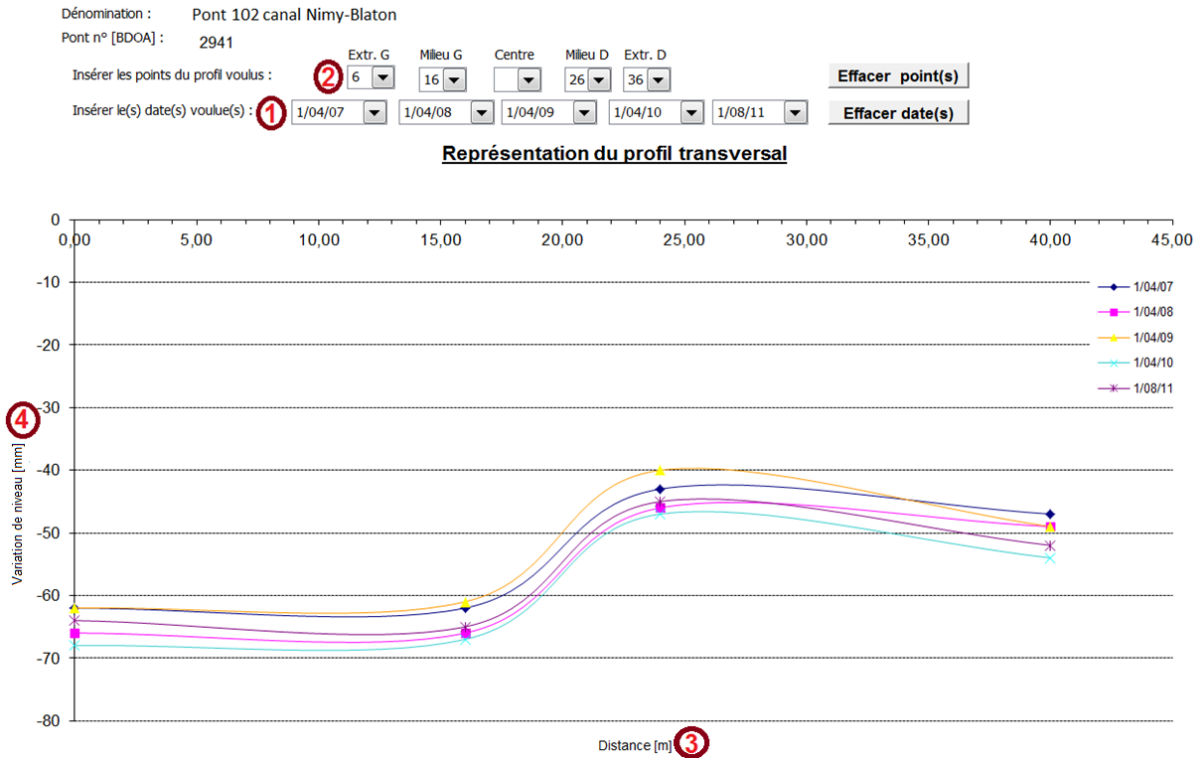 Dénomination : Pont 102 canal Nimy-Blaton
Pont n° [BDOA] : 2941
Extr. G Milieu G Centre Milieu D Extr. D
Insérer les points du profil voulus : 2 6 16 26 36 Effacer point(s)
Insérer le(s) date(s) voulue(s) : 1 1/04/07 1/04/08 1/04/09 1/04/10 1/08/11 Effacer date(s)
Représentation du profil transversal
0
0,00 5,00 10,00 15,00 20,00 25,00 30,00 35,00 40,00 45,00
-10
-20
-30
-40
-50
-60
-70
-80
1/04/07
1/04/08
1/04/09
1/04/10
1/08/11
4
Variation de niveau [mm]
Distance [m] 3